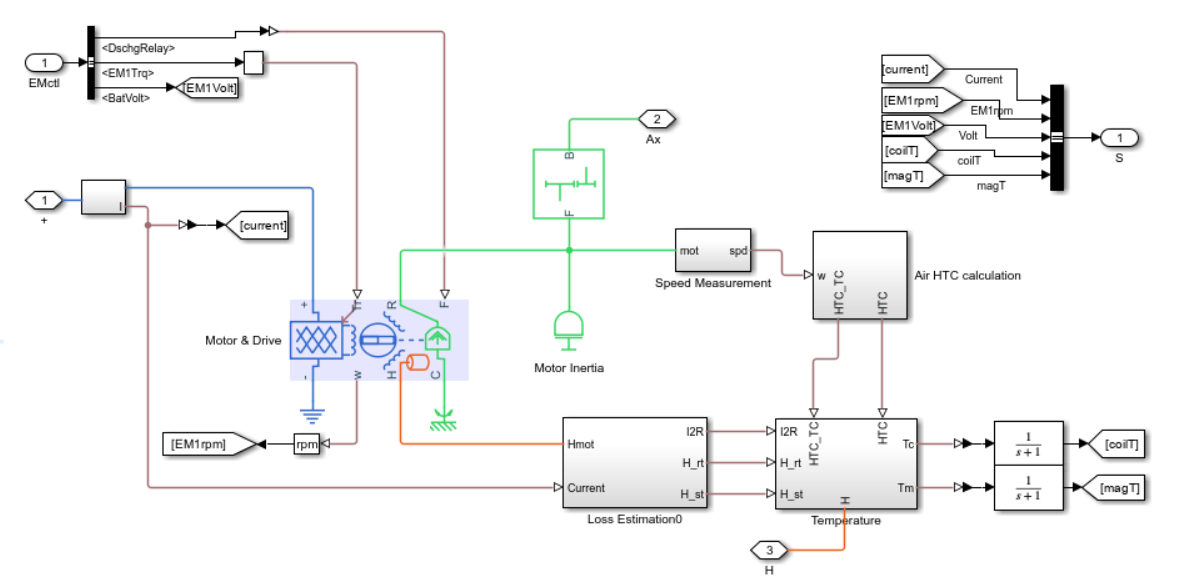 1
EMctl
<DschgRelay>
<EM1Trq>
<BatVolt>
[EM1Volt]
1
+
I
[current]
Motor & Drive
+
-
Tr
w
R
H
F
C
[EM1rpm]
rpm
B
F
2
Ax
Motor Inertia
mot
spd
Speed Measurement
w
HTC_TC
HTC
Air HTC calculation
[current]
Current
[EM1rpm]
EM1rpm
[EM1Volt]
Volt
[coilT]
coilT
[magT]
magT
1
S
Hmot
Current
I2R
H_rt
H_st
Loss Estimation0
I2R
H_rt
H_st
HTC_TC
HTC
H
Tc
Tm
Temperature
3
H
1
s + 1
1
s + 1
[coilT]
[magT]